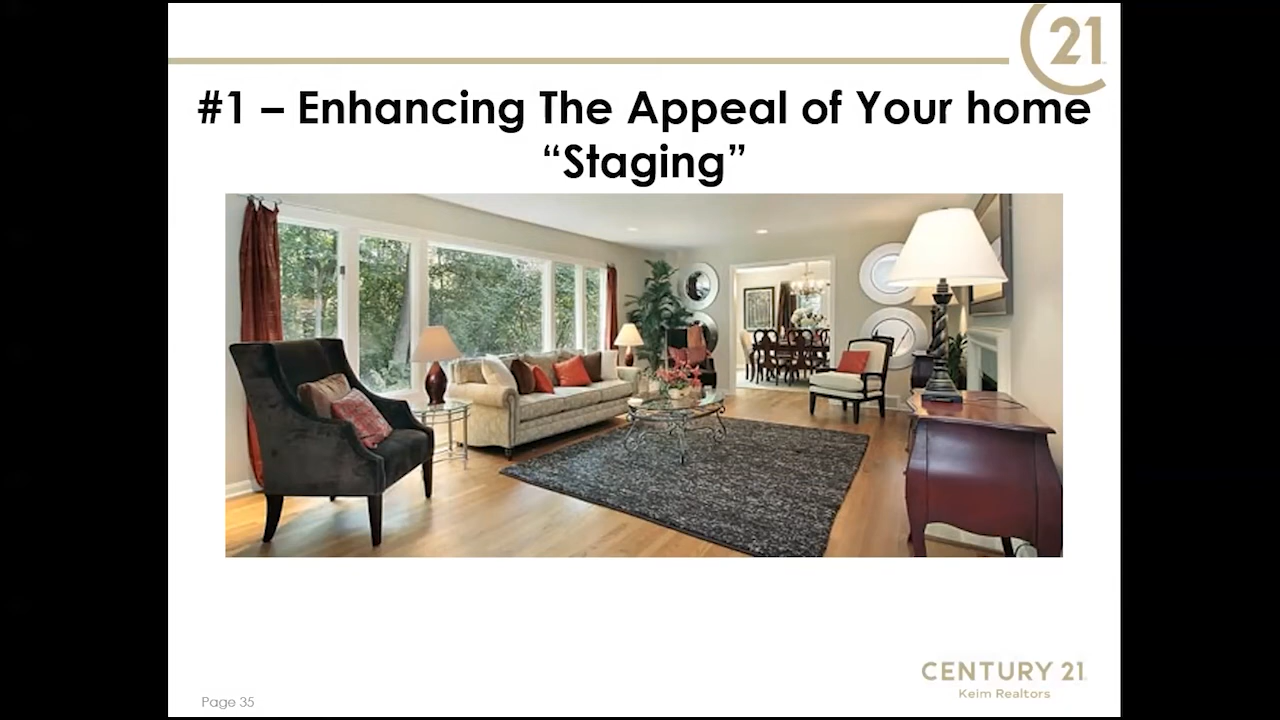 21
#1 – Enhancing The Appeal of Your home
“Staging”
CENTURY 21
Keim Realtors
Page 35